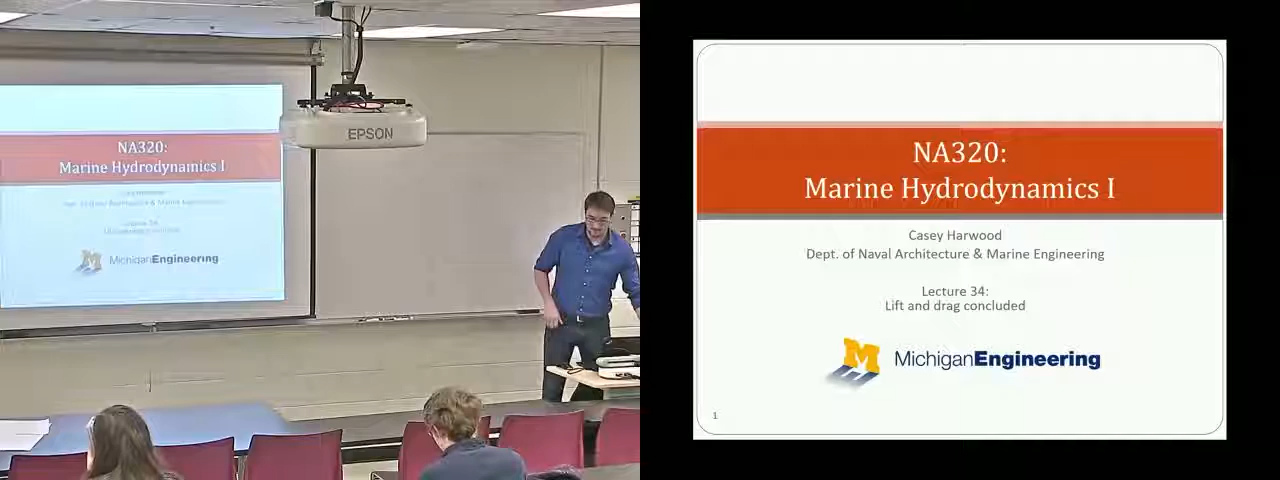 EPSON
NA320:
Marine Hydrodynamics I
MichiganEngineering
NA320:
Marine Hydrodynamics I
Casey Harwood
Dept. of Naval Architecture & Marine Engineering
Lecture 34:
Lift and drag concluded
M MichiganEngineering
1